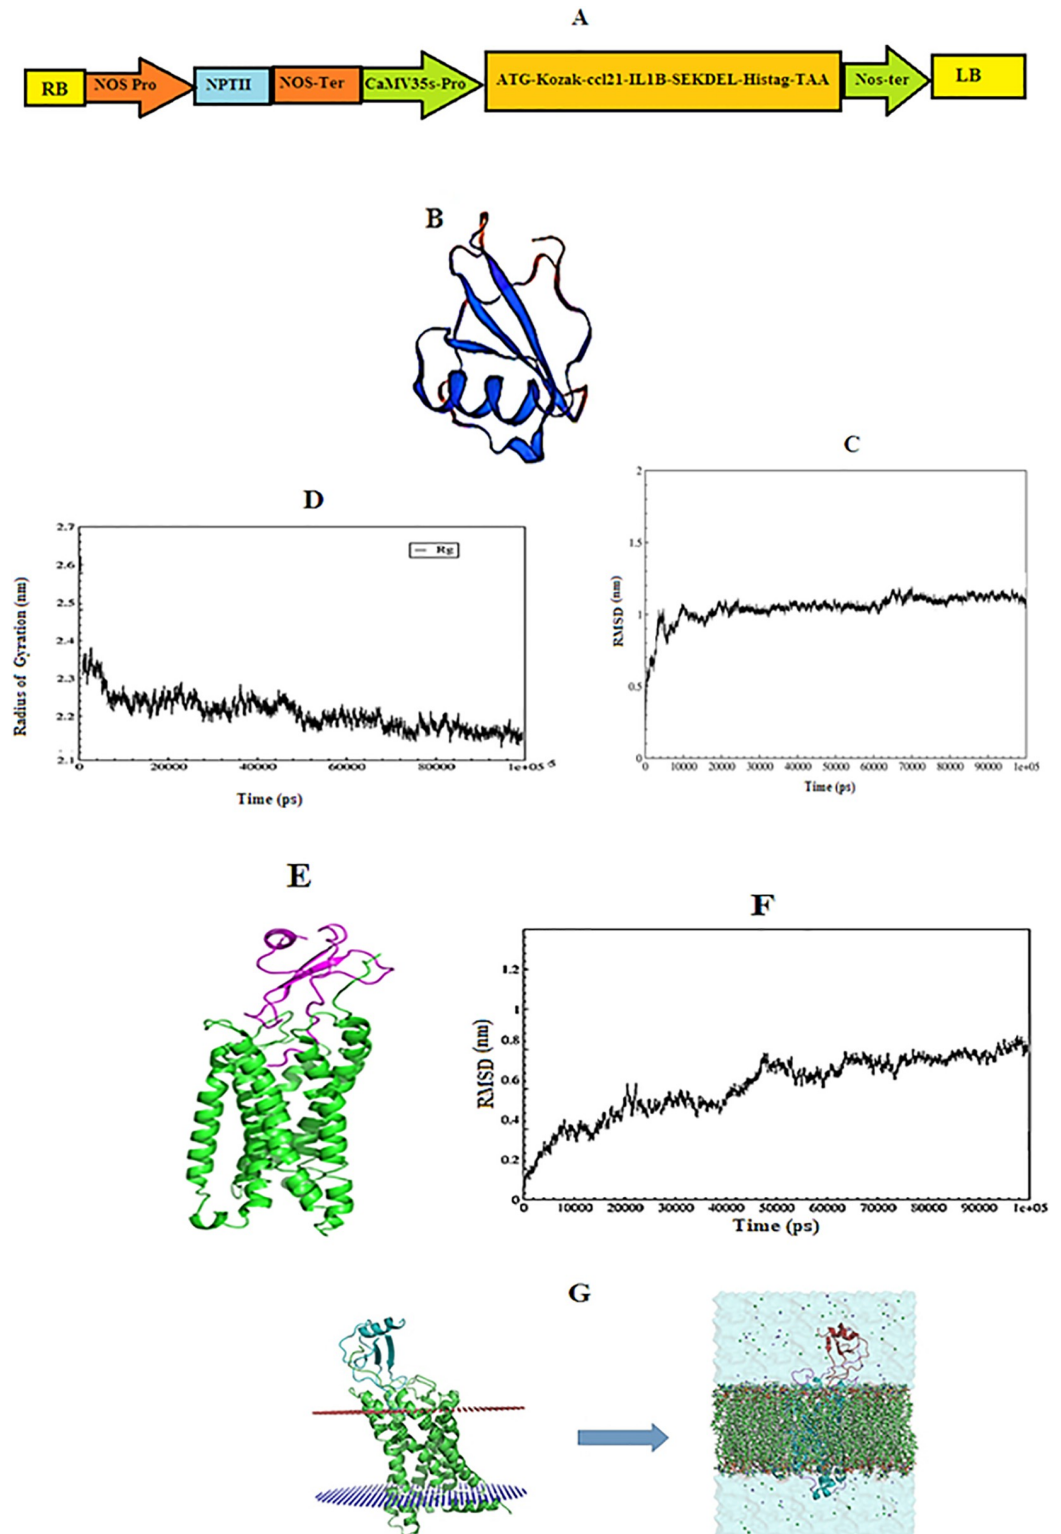 A
RB NOS Pro NPTII NOS-Ter CaMV35s-Pro ATG-Kozak-ccl21-IL1B-SEKDEL-Histag-TAA Nos-ter LB
B
C
2
1.5
1
0.5
0
RMSD (nm)
0 10000 20000 30000 40000 50000 60000 70000 80000 90000 1e+05
Time (ps)
D
2.7
2.6
2.5
2.4
2.3
2.2
2.1
Radius of Gyration (nm)
Rg
0 20000 40000 60000 80000 1e+05 5
Time (ps)
E
F
1.2
1
0.8
0.6
0.4
0.2
0
RMSD (nm)
0 10000 20000 30000 40000 50000 60000 70000 80000 90000 1e+05
Time (ps)
G